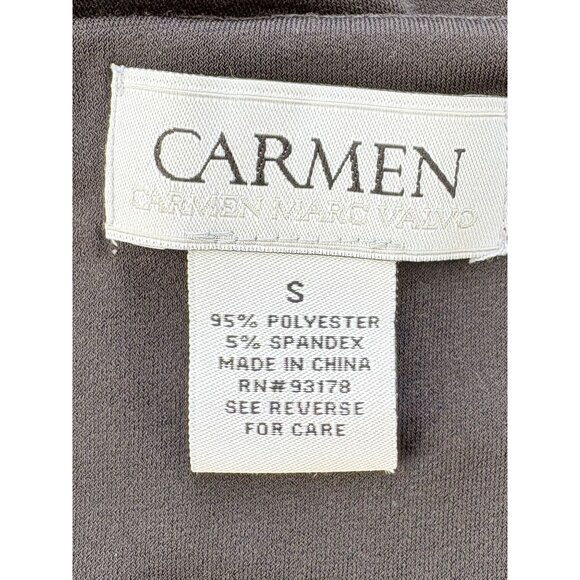 CARMEN
CARMEN MARC VALVO
S
95% POLYESTER
5% SPANDEX
MADE IN CHINA
RN#93178
SEE REVERSE
FOR CARE